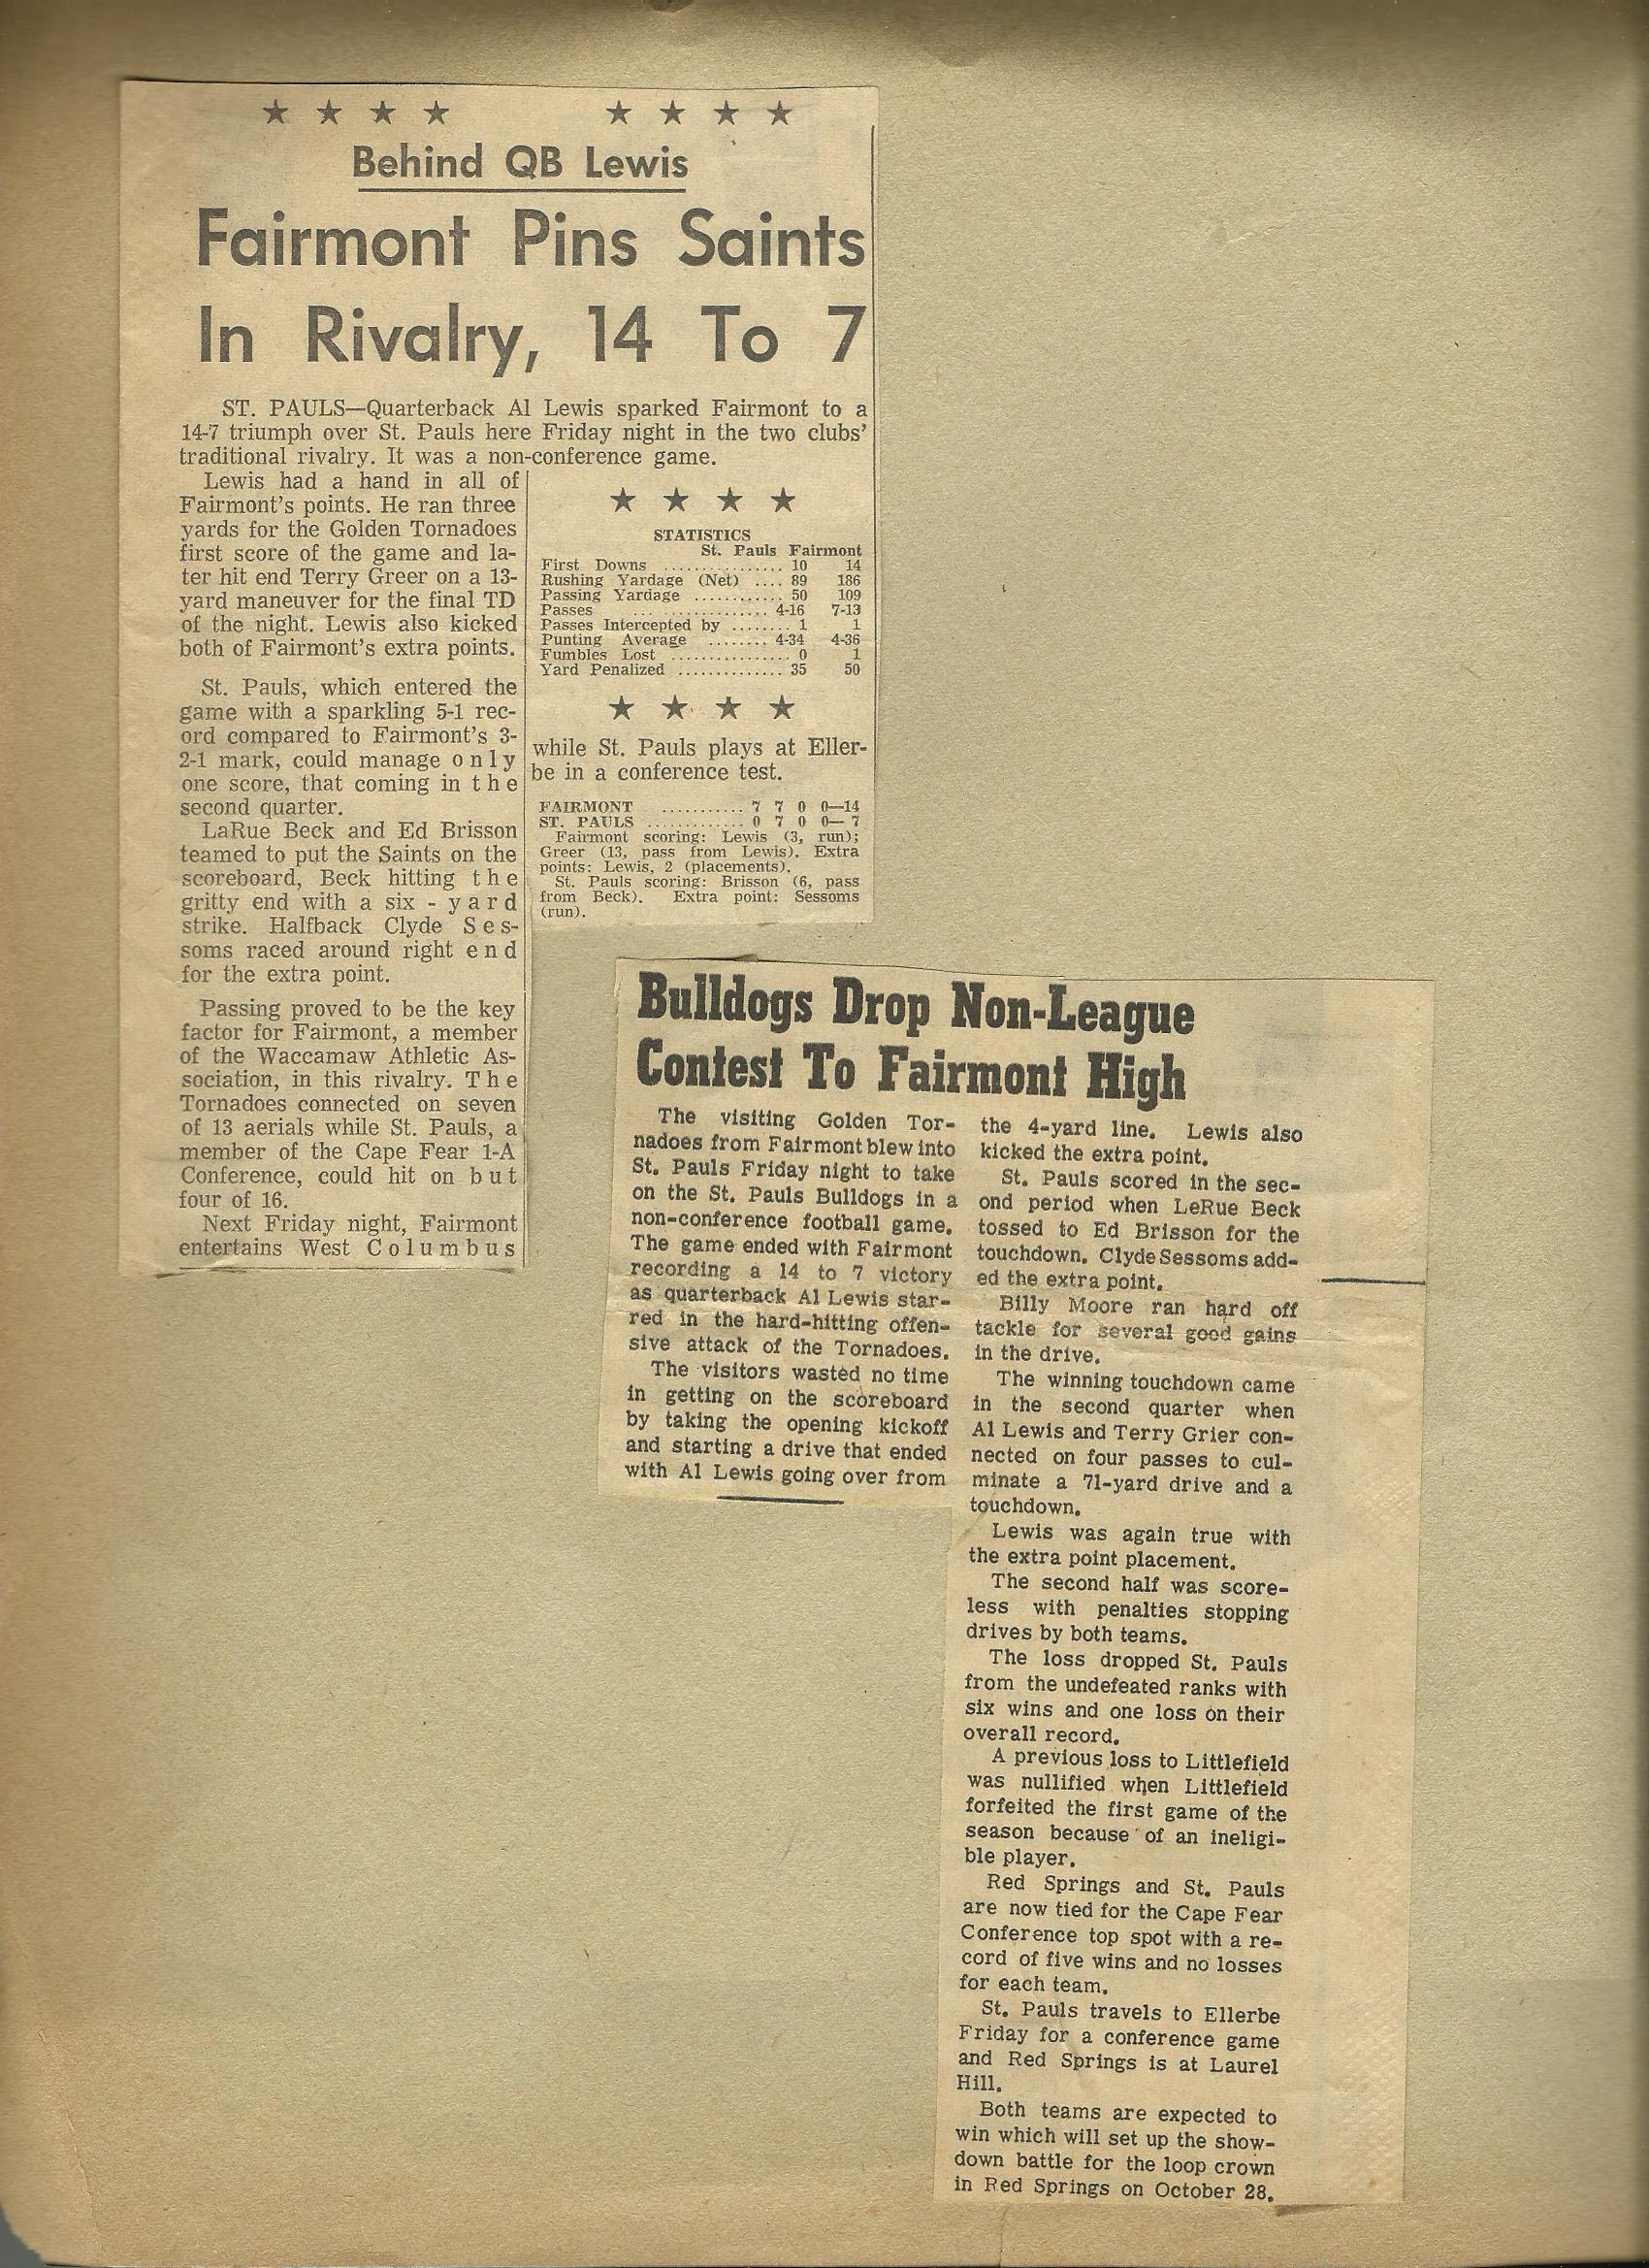 ★ ★ ★ ★ ★ ★ ★ ★
Behind QB Lewis
Fairmont Pins Saints
In Rivalry, 14 To 7
ST. PAULS—Quarterback Al Lewis sparked Fairmont to a
14-7 triumph over St. Pauls here Friday night in the two clubs'
traditional rivalry. It was a non-conference game.
Lewis had a hand in all of
Fairmont's points. He ran three
yards for the Golden Tornadoes
first score of the game and la-
ter hit end Terry Greer on a 13-
yard maneuver for the final TD
of the night. Lewis also kicked
both of Fairmont's extra points.
St. Pauls, which entered the
game with a sparkling 5-1 rec-
ord compared to Fairmont's 3-
2-1 mark, could manage only
one score, that coming in the
second quarter.
LaRue Beck and Ed Brisson
teamed to put the Saints on the
scoreboard, Beck hitting the
gritty end with a six - yard
strike. Halfback Clyde Ses-
soms raced around right end
for the extra point.
Passing proved to be the key
factor for Fairmont, a member
of the Waccamaw Athletic As-
sociation, in this rivalry. The
Tornadoes connected on seven
of 13 aerials while St. Pauls, a
member of the Cape Fear 1-A
Conference, could hit on but
four of 16.
Next Friday night, Fairmont
entertains West Columbus
★ ★ ★ ★
STATISTICS
St. Pauls Fairmont
First Downs ................ 10 14
Rushing Yardage (Net) .... 89 186
Passing Yardage ............ 50 109
Passes .................... 4-16 7-13
Passes Intercepted by ........ 1 1
Punting Average ........ 4-34 4-36
Fumbles Lost ................ 0 1
Yard Penalized .............. 35 50
★ ★ ★ ★
while St. Pauls plays at Eller-
be in a conference test.
FAIRMONT ........... 7 7 0 0—14
ST. PAULS ............. 0 7 0 0— 7
Fairmont scoring: Lewis (3, run);
Greer (13, pass from Lewis). Extra
points: Lewis, 2 (placements).
St. Pauls scoring: Brisson (6, pass
from Beck). Extra point: Sessoms
(run).
Bulldogs Drop Non-League
Contest To Fairmont High
The visiting Golden Tor-
nadoes from Fairmont blew into
St. Pauls Friday night to take
on the St. Pauls Bulldogs in a
non-conference football game.
The game ended with Fairmont
recording a 14 to 7 victory
as quarterback Al Lewis star-
red in the hard-hitting offen-
sive attack of the Tornadoes.
The visitors wasted no time
in getting on the scoreboard
by taking the opening kickoff
and starting a drive that ended
with Al Lewis going over from
the 4-yard line. Lewis also
kicked the extra point.
St. Pauls scored in the sec-
ond period when LeRue Beck
tossed to Ed Brisson for the
touchdown. Clyde Sessoms add-
ed the extra point.
Billy Moore ran hard off
tackle for several good gains
in the drive.
The winning touchdown came
in the second quarter when
Al Lewis and Terry Grier con-
nected on four passes to cul-
minate a 71-yard drive and a
touchdown.
Lewis was again true with
the extra point placement.
The second half was score-
less with penalties stopping
drives by both teams.
The loss dropped St. Pauls
from the undefeated ranks with
six wins and one loss on their
overall record.
A previous loss to Littlefield
was nullified when Littlefield
forfeited the first game of the
season because of an ineligi-
ble player.
Red Springs and St. Pauls
are now tied for the Cape Fear
Conference top spot with a re-
cord of five wins and no losses
for each team.
St. Pauls travels to Ellerbe
Friday for a conference game
and Red Springs is at Laurel
Hill.
Both teams are expected to
win which will set up the show-
down battle for the loop crown
in Red Springs on October 28.